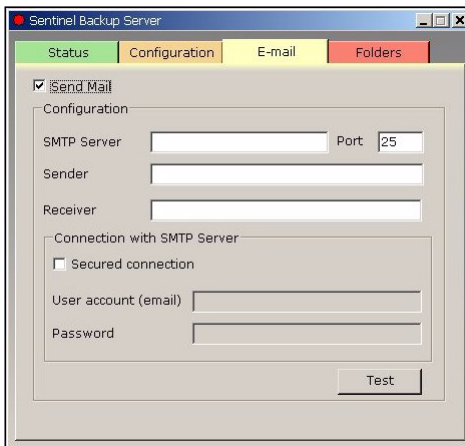 Sentinel Backup Server
Status Configuration E-mail Folders
Send Mail
Configuration
SMTP Server Port 25
Sender
Receiver
Connection with SMTP Server
Secured connection
User account (email)
Password
Test